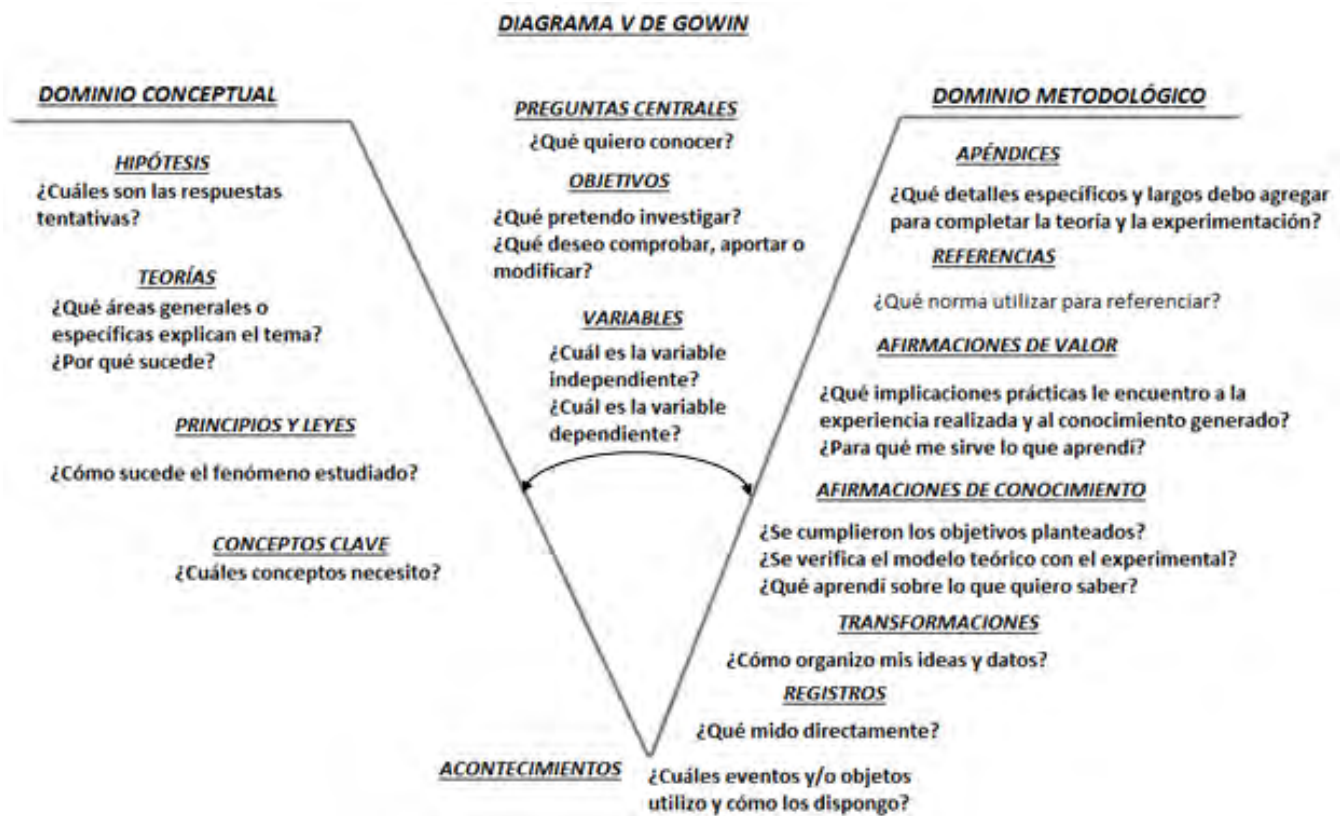 DIAGRAMA V DE GOWIN
DOMINIO CONCEPTUAL
HIPÓTESIS
¿Cuáles son las respuestas
tentativas?
TEORÍAS
¿Qué áreas generales o
específicas explican el tema?
¿Por qué sucede?
PRINCIPIOS Y LEYES
¿Cómo sucede el fenómeno estudiado?
CONCEPTOS CLAVE
¿Cuáles conceptos necesito?
PREGUNTAS CENTRALES
¿Qué quiero conocer?
OBJETIVOS
¿Qué pretendo investigar?
¿Qué deseo comprobar, aportar o
modificar?
VARIABLES
¿Cuál es la variable
independiente?
¿Cuál es la variable
dependiente?
DOMINIO METODOLÓGICO
APÉNDICES
¿Qué detalles específicos y largos debo agregar
para completar la teoría y la experimentación?
REFERENCIAS
¿Qué norma utilizar para referenciar?
AFIRMACIONES DE VALOR
¿Qué implicaciones prácticas le encuentro a la
experiencia realizada y al conocimiento generado?
¿Para qué me sirve lo que aprendí?
AFIRMACIONES DE CONOCIMIENTO
¿Se cumplieron los objetivos planteados?
¿Se verifica el modelo teórico con el experimental?
¿Qué aprendí sobre lo que quiero saber?
TRANSFORMACIONES
¿Cómo organizo mis ideas y datos?
REGISTROS
¿Qué mido directamente?
ACONTECIMIENTOS
¿Cuáles eventos y/o objetos
utilizo y cómo los dispongo?